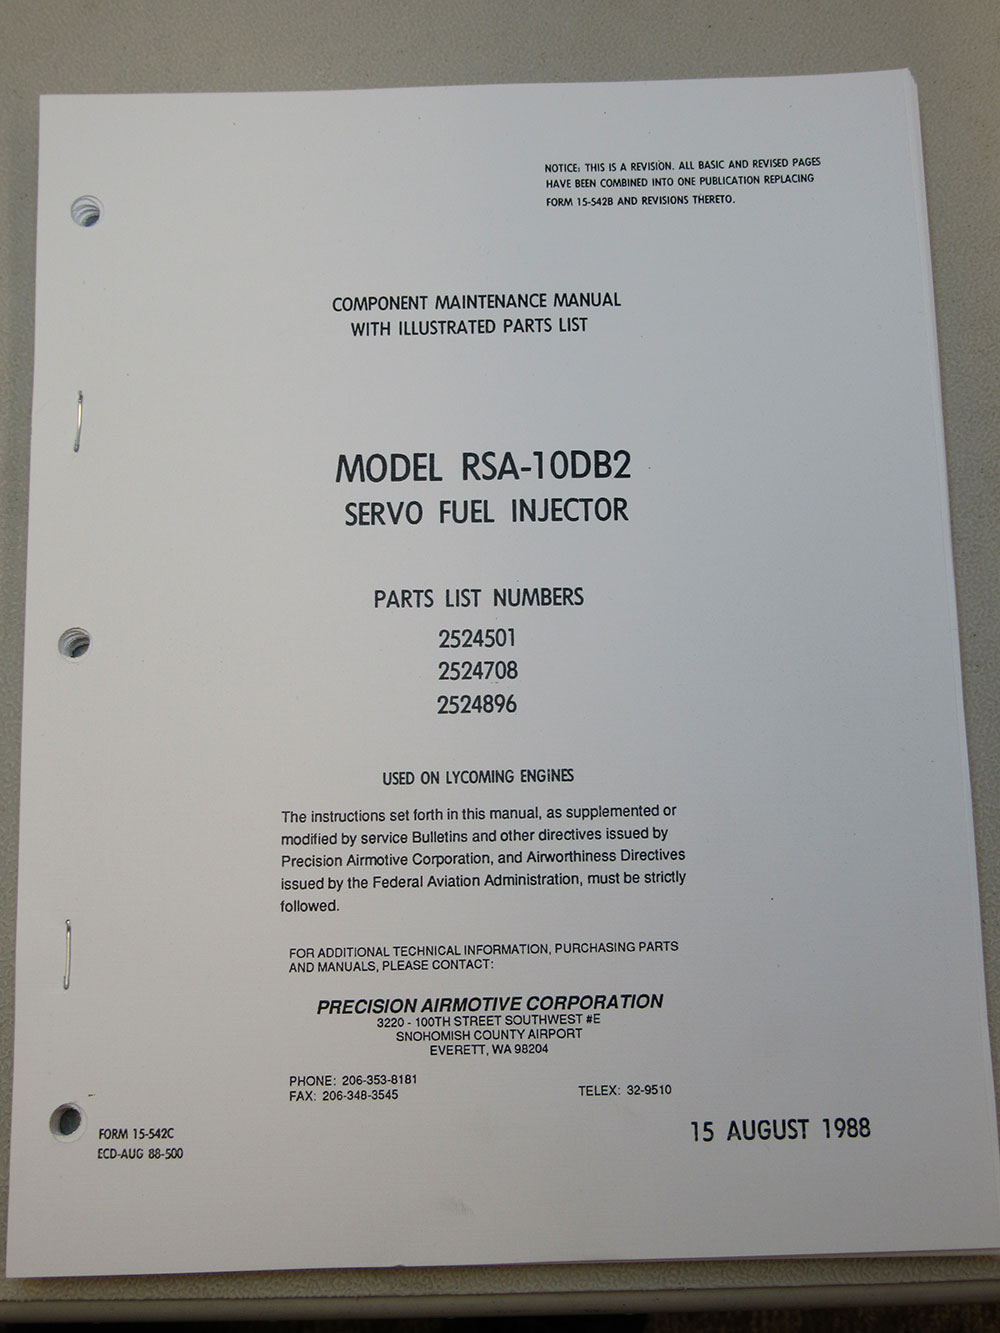 NOTICE: THIS IS A REVISION. ALL BASIC AND REVISED PAGES
HAVE BEEN COMBINED INTO ONE PUBLICATION REPLACING
FORM 15-542B AND REVISIONS THERETO.
COMPONENT MAINTENANCE MANUAL
WITH ILLUSTRATED PARTS LIST
MODEL RSA-10DB2
SERVO FUEL INJECTOR
PARTS LIST NUMBERS
2524501
2524708
2524896
USED ON LYCOMING ENGINES
The instructions set forth in this manual, as supplemented or
modified by service Bulletins and other directives issued by
Precision Airmotive Corporation, and Airworthiness Directives
issued by the Federal Aviation Administration, must be strictly
followed.
FOR ADDITIONAL TECHNICAL INFORMATION, PURCHASING PARTS
AND MANUALS, PLEASE CONTACT:
PRECISION AIRMOTIVE CORPORATION
3220 - 100TH STREET SOUTHWEST #E
SNOHOMISH COUNTY AIRPORT
EVERETT, WA 98204
PHONE: 206-353-8181
FAX: 206-348-3545
TELEX: 32-9510
FORM 15-542C
ECD-AUG 88-500
15 AUGUST 1988